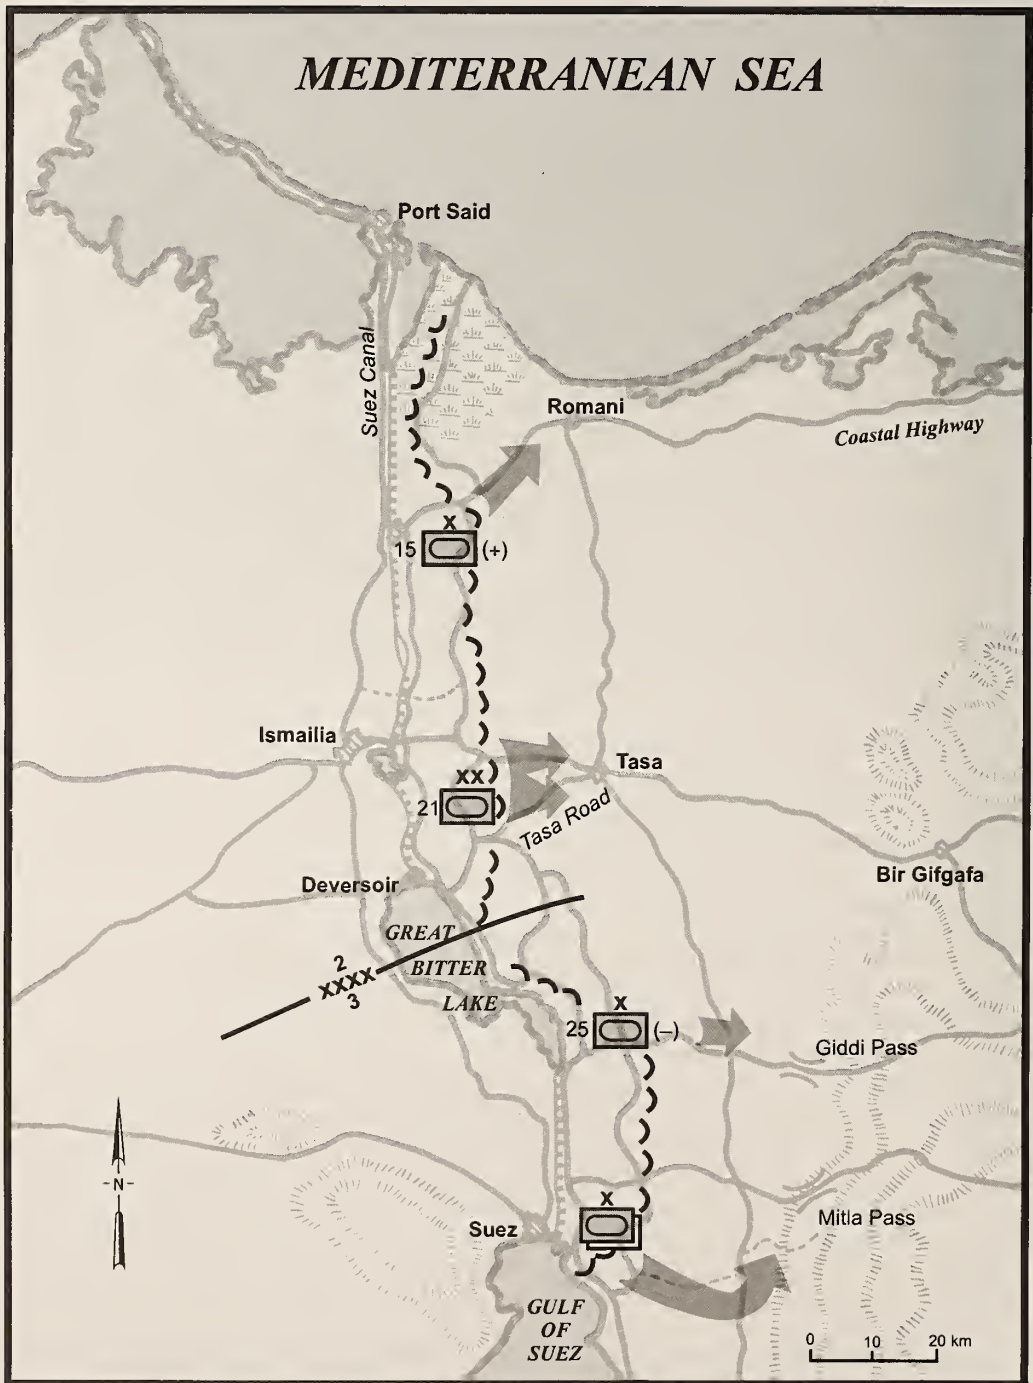 MEDITERRANEAN SEA
Port Said
Suez Canal
Romani
Coastal Highway
X
15 (+)
Ismailia
Tasa
XX
21
Tasa Road
Bir Gifgafa
Deversoir
GREAT
BITTER
LAKE
2
XXXX
3
X
25 (–)
Giddi Pass
-N-
X
Mitla Pass
Suez
GULF
OF
SUEZ
0 10 20 km